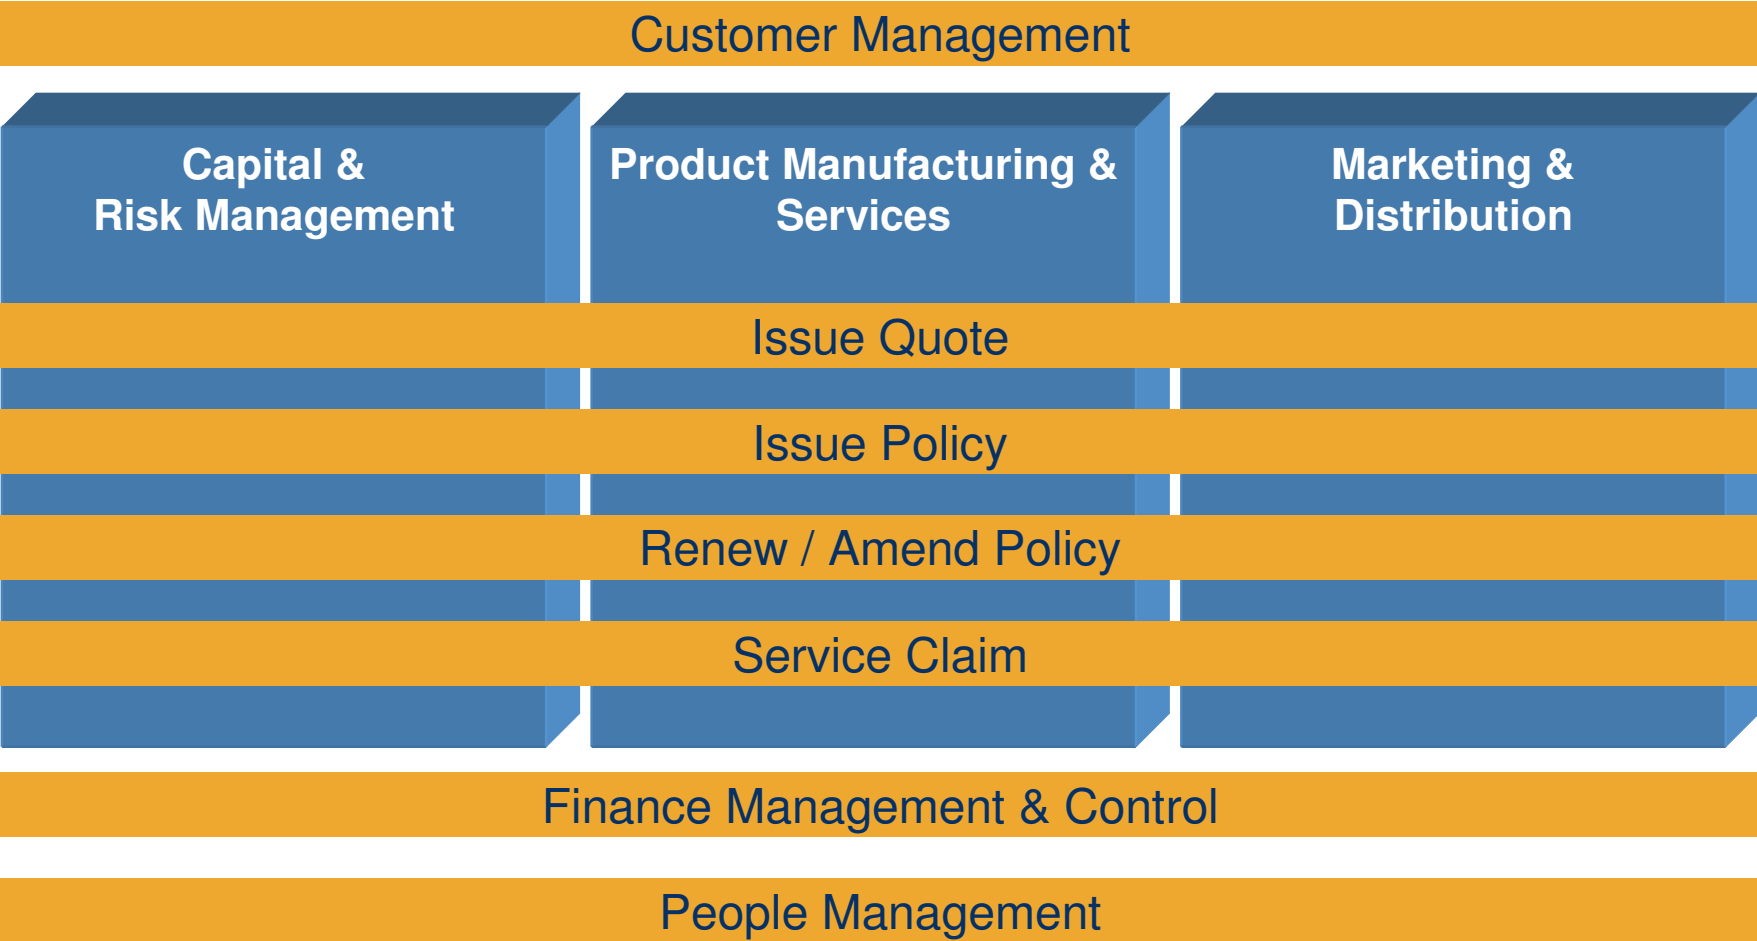 Customer Management
Capital &
Risk Management
Product Manufacturing &
Services
Marketing &
Distribution
Issue Quote
Issue Policy
Renew / Amend Policy
Service Claim
Finance Management & Control
People Management